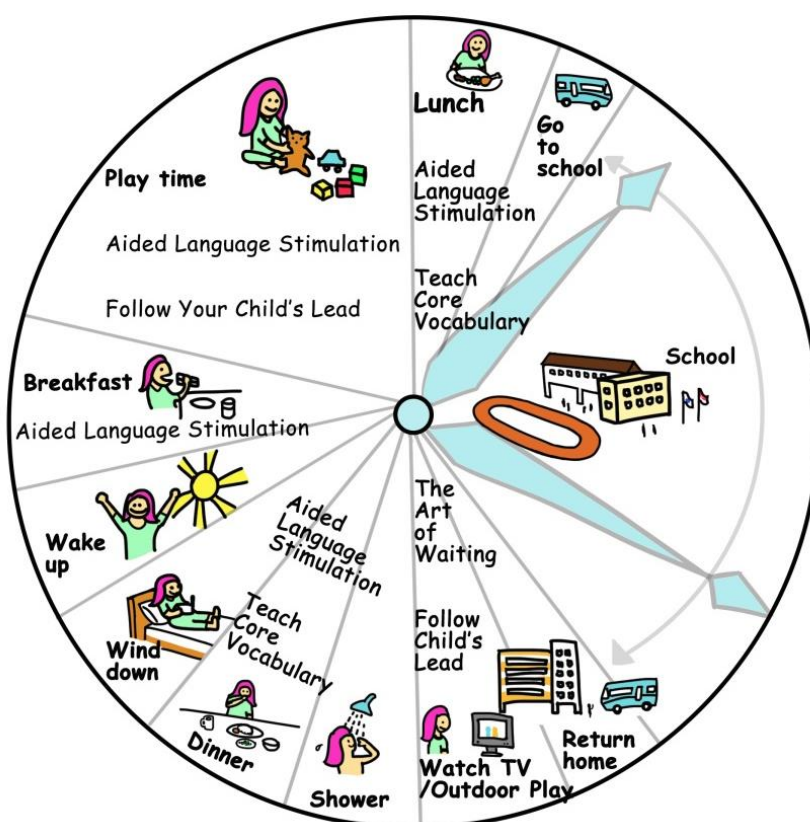 Lunch
Aided
Language
Stimulation
Teach
Core
Vocabulary
Go
to
school
School
Return
home
The
Art
of
Waiting
Follow
Child's
Lead
Watch TV
/Outdoor Play
Shower
Dinner
Aided
Language
Stimulation
Teach
Core
Vocabulary
Wind
down
Wake
up
Breakfast
Aided Language Stimulation
Play time
Aided Language Stimulation
Follow Your Child's Lead